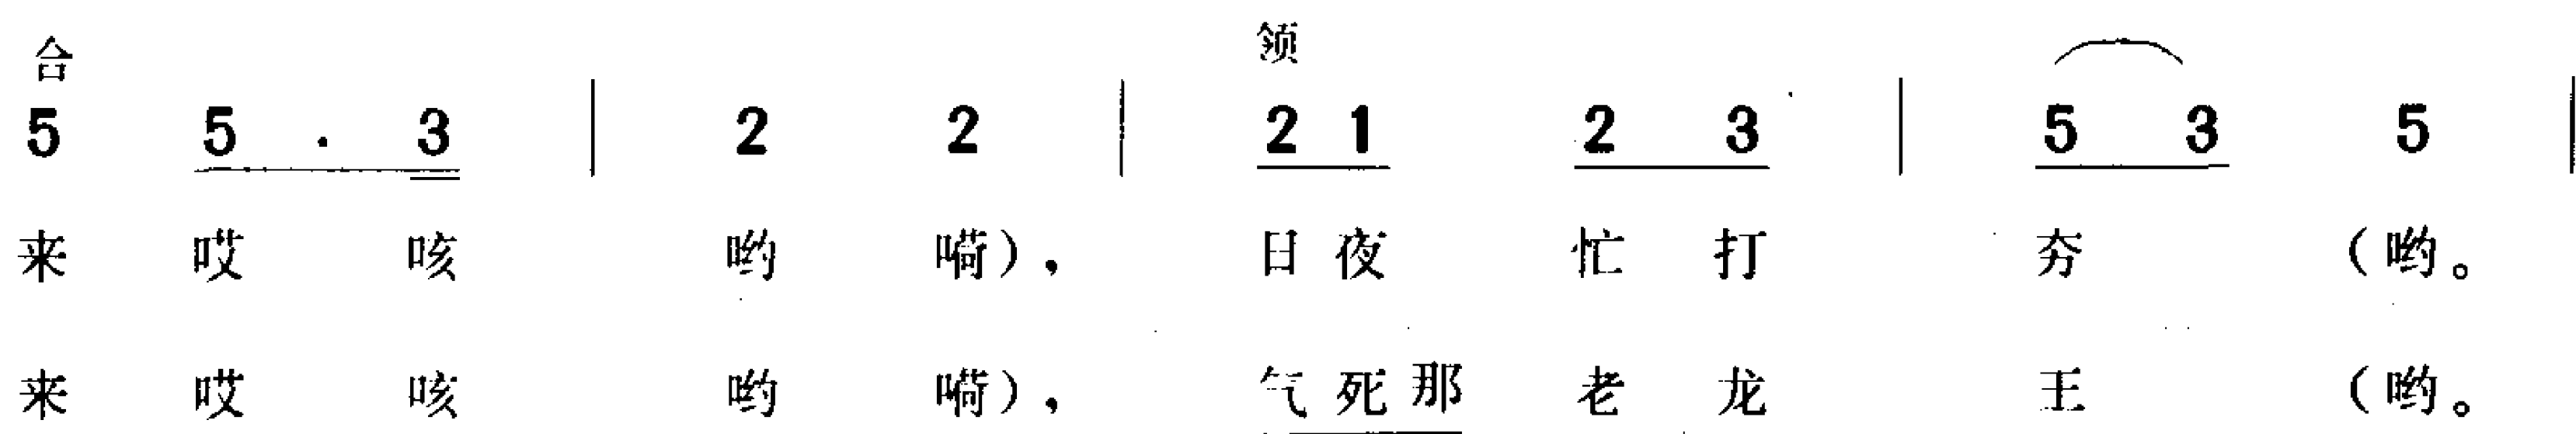 合 领
5 5 · 3 | 2 2 | 2 1 2 3 | 5 3 5 |
来 哎 咳 哟 嗬），日 夜 忙 打 夯 （哟。
来 哎 咳 哟 嗬），气 死 那 老 龙 王 （哟。